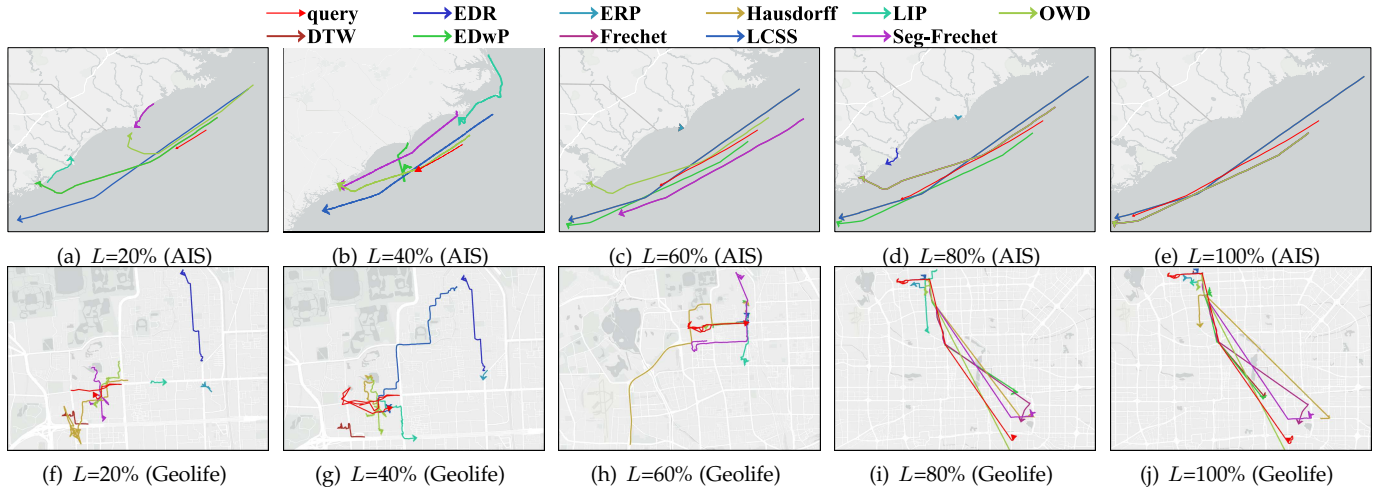 query EDR ERP Hausdorff LIP OWD
DTW EDwP Frechet LCSS Seg-Frechet
(a) L=20% (AIS) (b) L=40% (AIS) (c) L=60% (AIS) (d) L=80% (AIS) (e) L=100% (AIS)
(f) L=20% (Geolife) (g) L=40% (Geolife) (h) L=60% (Geolife) (i) L=80% (Geolife) (j) L=100% (Geolife)